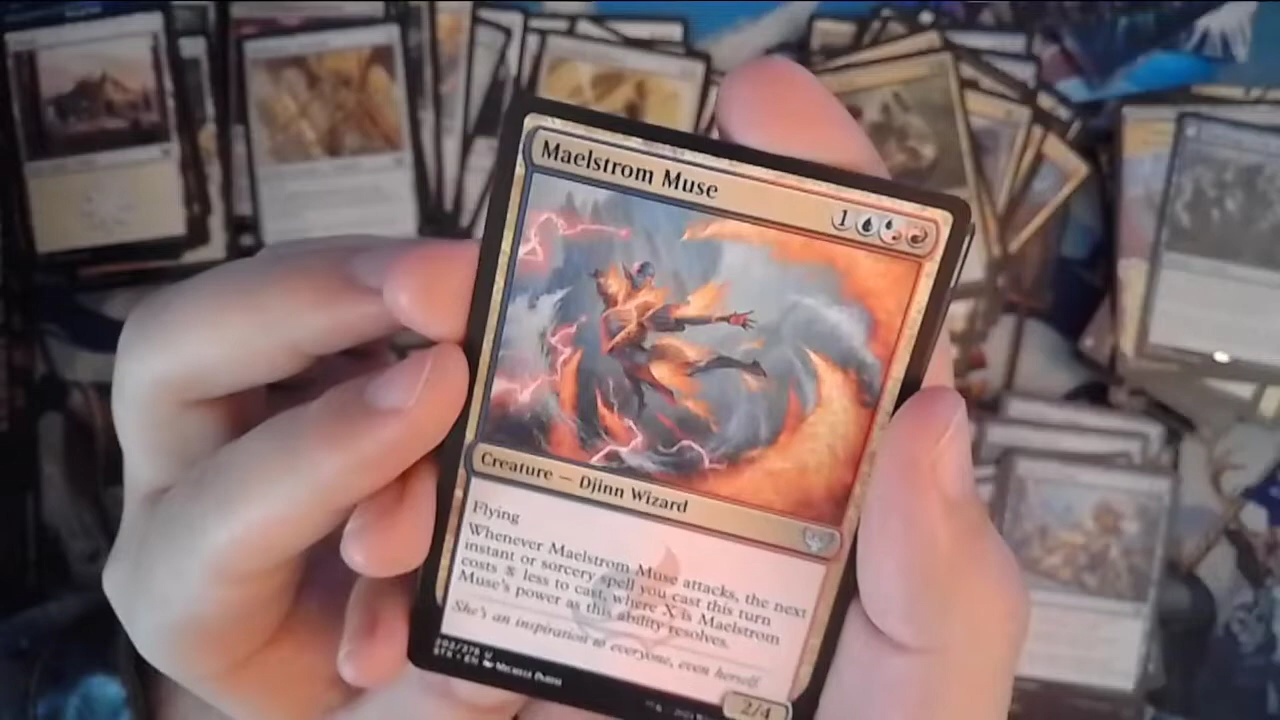 Maelstrom Muse
1
Creature — Djinn Wizard
Flying
Whenever Maelstrom Muse attacks, the next
instant or sorcery spell you cast this turn
costs X less to cast, where X is Maelstrom
Muse's power as this ability resolves.
She's an inspiration to everyone, even herself.
STX • EN
2/4